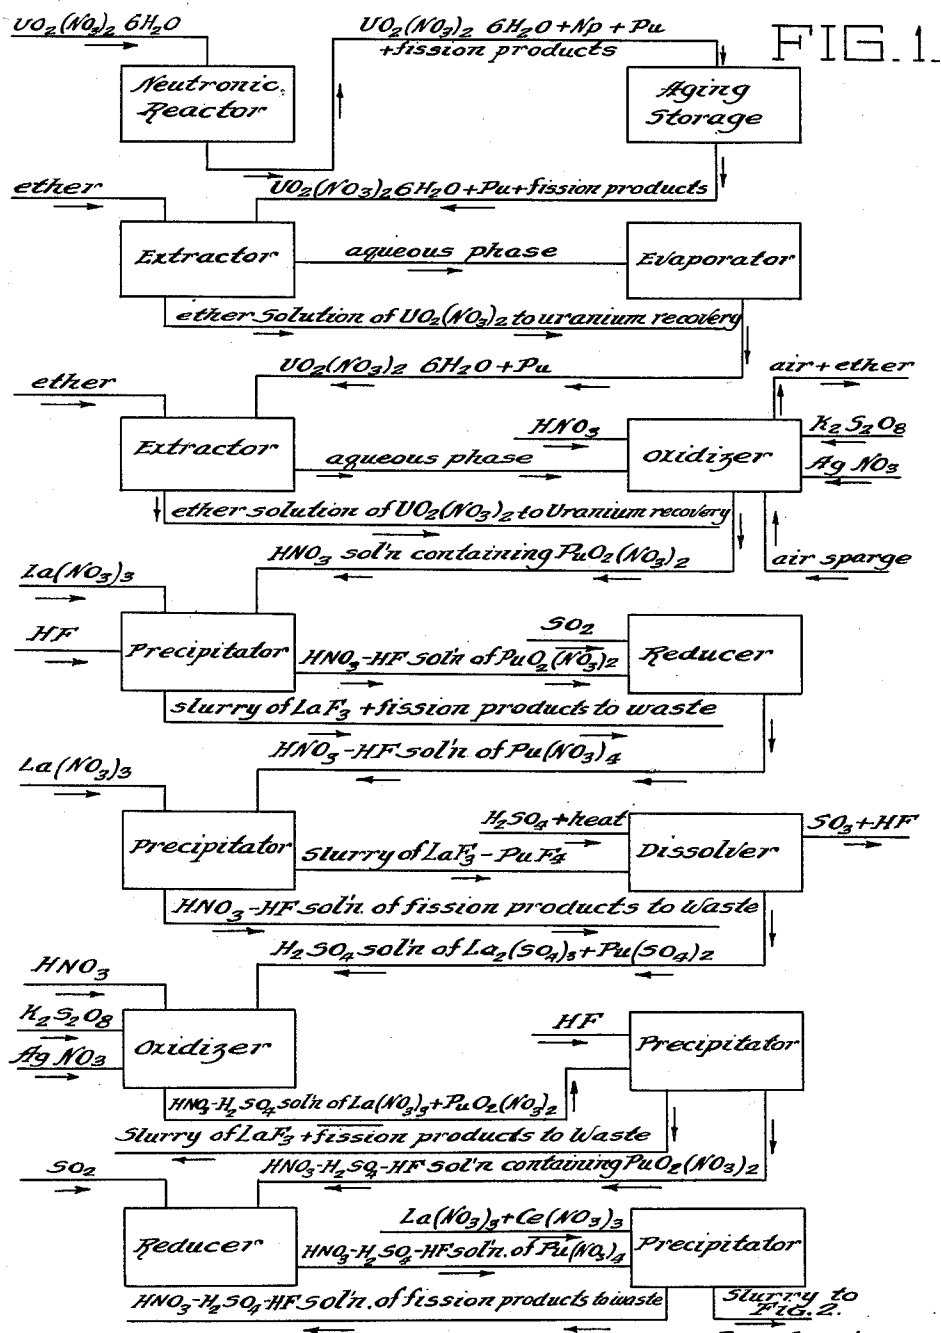 UO2(NO3)2 6H2O
UO2(NO3)2 6H2O + Np + Pu
+fission products
FIG. 1.
Neutronic
Reactor
Aging
Storage
ether
UO2(NO3)2 6H2O + Pu + fission products
Extractor
aqueous phase
Evaporator
ether Solution of UO2(NO3)2 to uranium recovery
UO2(NO3)2 6H2O + Pu
air + ether
ether
HNO3
K2S2O8
Extractor
oxidizer
aqueous phase
AgNO3
ether solution of UO2(NO3)2 to Uranium recovery
HNO3 sol'n containing PuO2(NO3)2
air sparge
La(NO3)3
HF
Precipitator
SO2
Reducer
HNO3-HF sol'n of PuO2(NO3)2
slurry of LaF3 + fission products to waste
HNO3-HF sol'n of Pu(NO3)4
La(NO3)3
H2SO4 + heat
SO3 + HF
Precipitator
Dissolver
Slurry of LaF3-PuF4
HNO3-HF sol'n. of fission products to Waste
H2SO4 sol'n of La2(SO4)3 + Pu(SO4)2
HNO3
K2S2O8
HF
Oxidizer
Precipitator
AgNO3
HNO3-H2SO4 sol'n of La(NO3)3 + PuO2(NO3)2
Slurry of LaF3 + fission products to Waste
SO2
HNO3-H2SO4-HF sol'n containing PuO2(NO3)2
La(NO3)3 + Ce(NO3)3
Reducer
Precipitator
HNO3-H2SO4-HF sol'n. of Pu(NO3)4
HNO3-H2SO4-HF sol'n. of fission products to waste
Slurry to
FIG. 2.